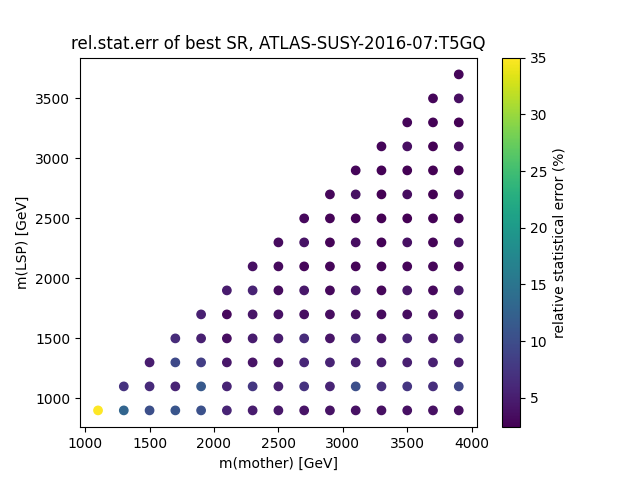 rel.stat.err of best SR, ATLAS-SUSY-2016-07:T5GQ
m(LSP) [GeV]
3500
3000
2500
2000
1500
1000
1000 1500 2000 2500 3000 3500 4000
m(mother) [GeV]
35
30
25
20
15
10
5
relative statistical error (%)